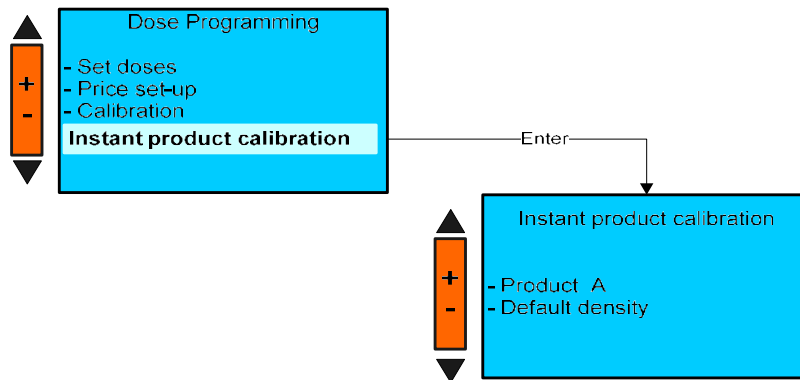 Dose Programming
+
- Set doses
- Price set-up
-
- Calibration
Instant product calibration
Enter
Instant product calibration
+
- Product A
-
- Default density